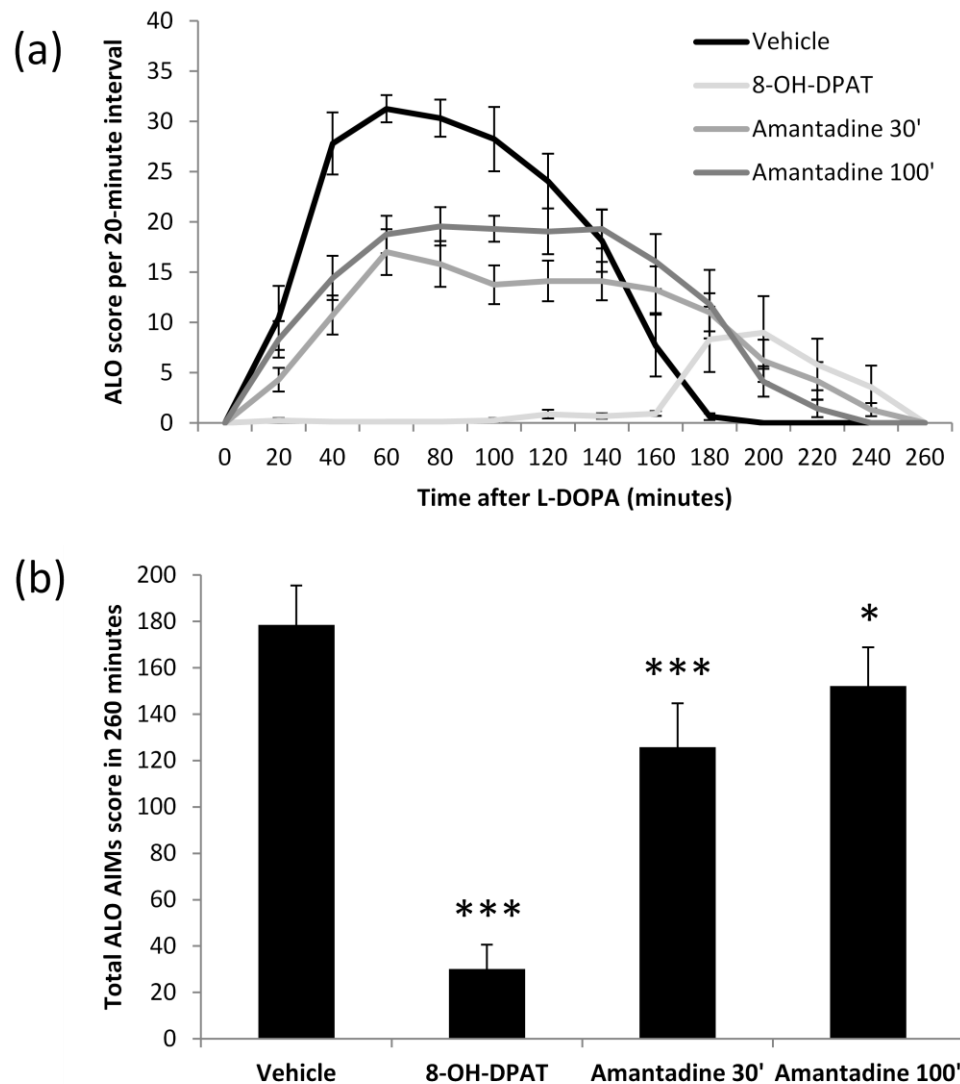 (a)
ALO score per 20-minute interval
40
35
30
25
20
15
10
5
0
Vehicle
8-OH-DPAT
Amantadine 30'
Amantadine 100'
0 20 40 60 80 100 120 140 160 180 200 220 240 260
Time after L-DOPA (minutes)
(b)
Total ALO AIMs score in 260 minutes
200
180
160
140
120
100
80
60
40
20
0
***
***
*
Vehicle 8-OH-DPAT Amantadine 30' Amantadine 100'